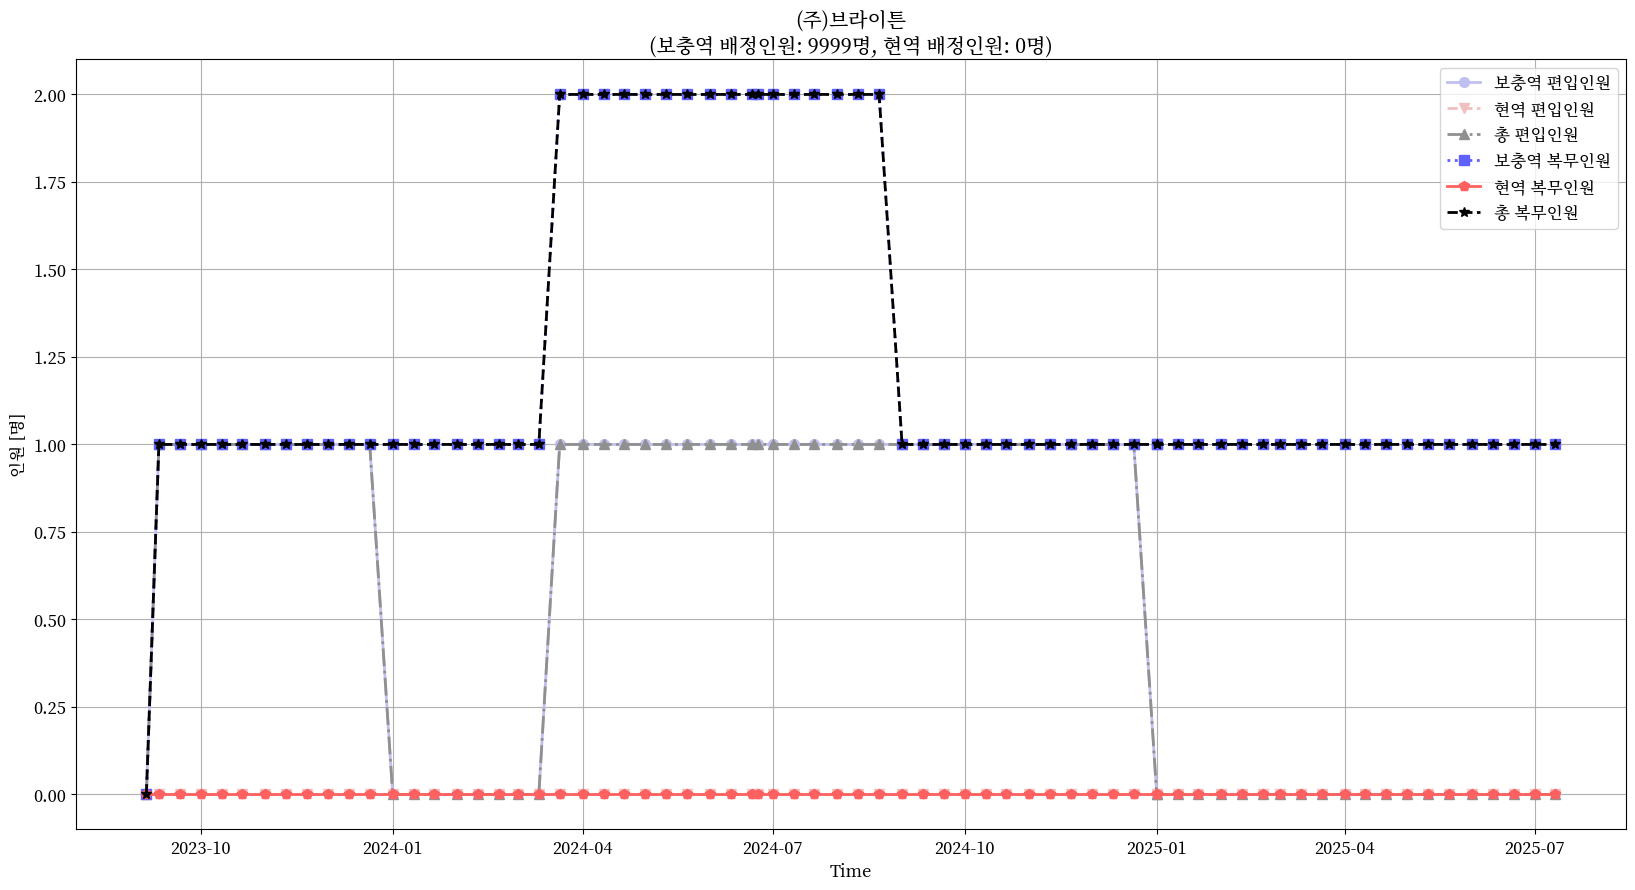 (주)브라이튼
(보충역 배정인원: 9999명, 현역 배정인원: 0명)
보충역 편입인원
현역 편입인원
총 편입인원
보충역 복무인원
현역 복무인원
총 복무인원
인원 [명]
2.00
1.75
1.50
1.25
1.00
0.75
0.50
0.25
0.00
2023-10 2024-01 2024-04 2024-07 2024-10 2025-01 2025-04 2025-07
Time